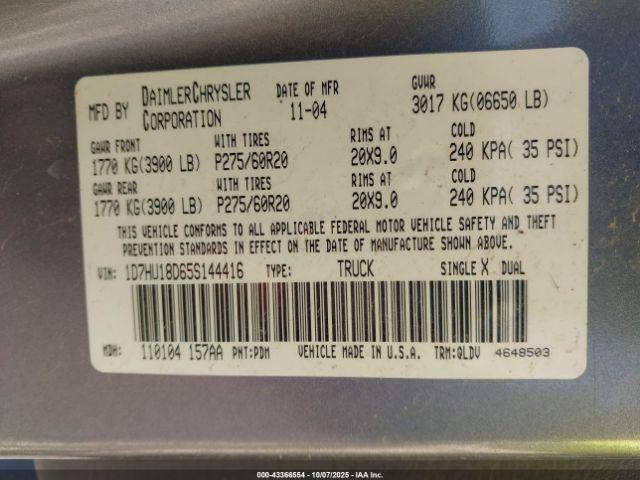 MFD BY DAIMLERCHRYSLER CORPORATION DATE OF MFR 11-04 GVWR 3017 KG(06650 LB)
GAWR FRONT WITH TIRES RIMS AT COLD
1770 KG(3900 LB) P275/60R20 20X9.0 240 KPA( 35 PSI)
GAWR REAR WITH TIRES RIMS AT COLD
1770 KG(3900 LB) P275/60R20 20X9.0 240 KPA( 35 PSI)
THIS VEHICLE CONFORMS TO ALL APPLICABLE FEDERAL MOTOR VEHICLE SAFETY AND THEFT
PREVENTION STANDARDS IN EFFECT ON THE DATE OF MANUFACTURE SHOWN ABOVE.
VIN: 1D7HU18D65S144416 TYPE: TRUCK SINGLE X DUAL
MDH: 110104 157AA PNT:PDM VEHICLE MADE IN U.S.A. TRM:QLDV 4648503
000-43366554 - 10/07/2025 - IAA Inc.